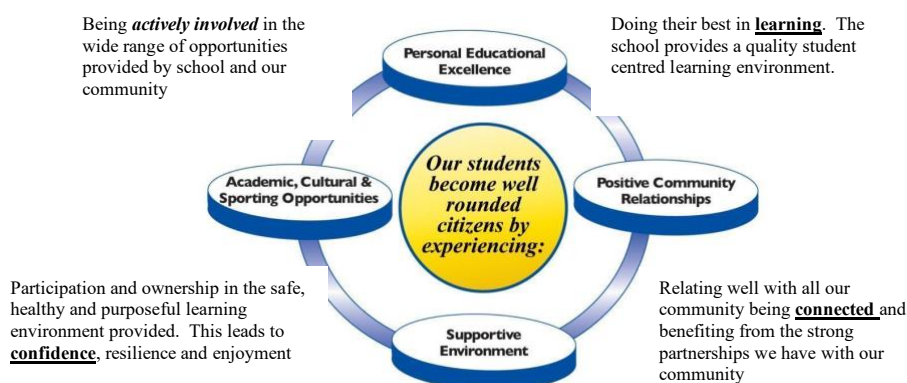 Being actively involved in the
wide range of opportunities
provided by school and our
community
Doing their best in learning. The
school provides a quality student
centred learning environment.
Personal Educational
Excellence
Academic, Cultural &
Sporting Opportunities
Our students
become well
rounded
citizens by
experiencing:
Positive Community
Relationships
Participation and ownership in the safe,
healthy and purposeful learning
environment provided. This leads to
confidence, resilience and enjoyment
Supportive
Environment
Relating well with all our
community being connected and
benefiting from the strong
partnerships we have with our
community